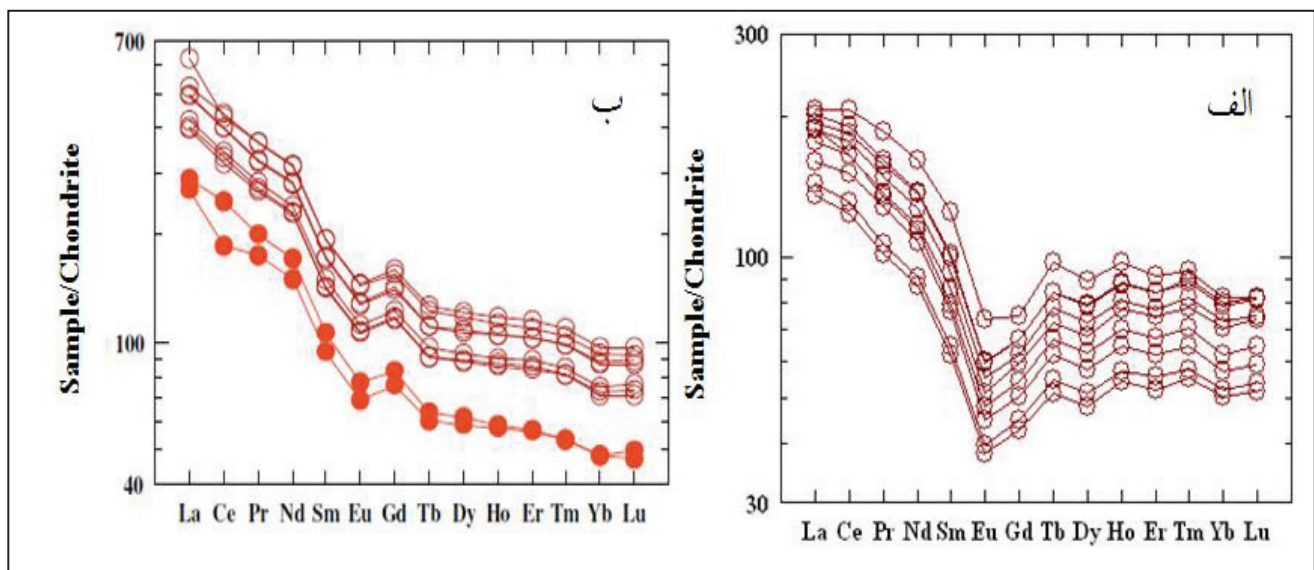 700
100
40
Sample/Chondrite
ب
La Ce Pr Nd Sm Eu Gd Tb Dy Ho Er Tm Yb Lu
300
100
30
Sample/Chondrite
الف
La Ce Pr Nd Sm Eu Gd Tb Dy Ho Er Tm Yb Lu